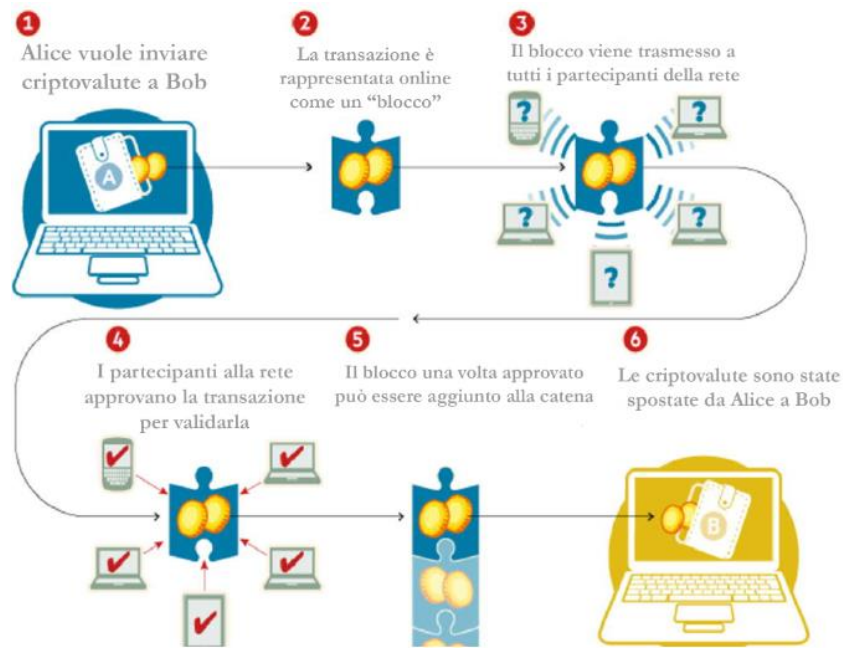 1
Alice vuole inviare
criptovalute a Bob
2
La transazione è
rappresentata online
come un “blocco”
3
Il blocco viene trasmesso a
tutti i partecipanti della rete
A
?
?
?
?
?
4
I partecipanti alla rete
approvano la transazione
per validarla
5
Il blocco una volta approvato
può essere aggiunto alla catena
6
Le criptovalute sono state
spostate da Alice a Bob
B